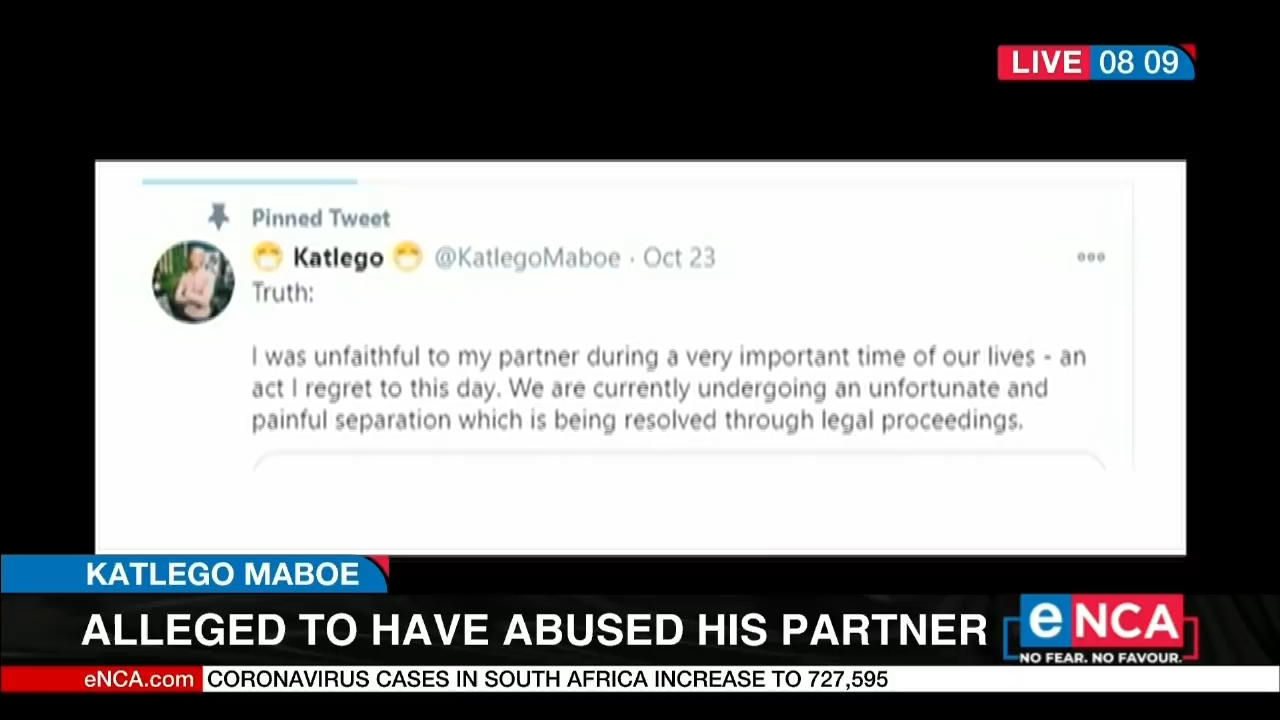 LIVE 08 09
Pinned Tweet
😷 Katlego 😷 @KatlegoMaboe · Oct 23
Truth:
I was unfaithful to my partner during a very important time of our lives - an
act I regret to this day. We are currently undergoing an unfortunate and
painful separation which is being resolved through legal proceedings.
KATLEGO MABOE
ALLEGED TO HAVE ABUSED HIS PARTNER
eNCA
NO FEAR. NO FAVOUR.
eNCA.com CORONAVIRUS CASES IN SOUTH AFRICA INCREASE TO 727,595